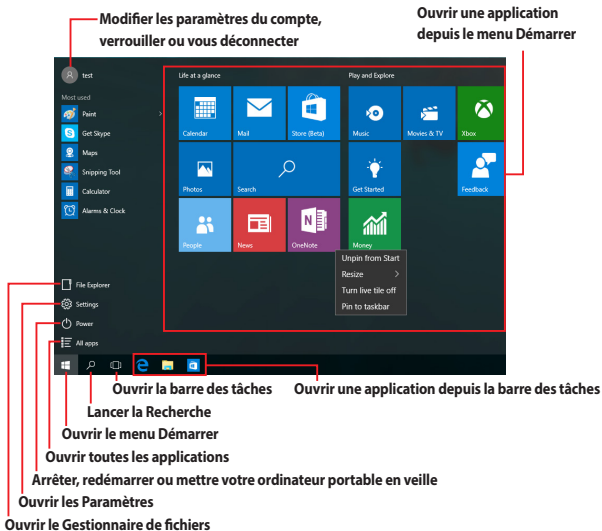 Modifier les paramètres du compte,
verrouiller ou vous déconnecter
Ouvrir une application
depuis le menu Démarrer
test
Life at a glance
Play and Explore
Most used
Paint
Get Skype
Maps
Snipping Tool
Calculator
Alarms & Clock
Calendar
Mail
Store (Beta)
Music
Movies & TV
Xbox
Photos
Search
Get Started
Feedback
People
News
N
OneNote
Money
Unpin from Start
Resize
Turn live tile off
Pin to taskbar
File Explorer
Settings
Power
All apps
Ouvrir la barre des tâches
Ouvrir une application depuis la barre des tâches
Lancer la Recherche
Ouvrir le menu Démarrer
Ouvrir toutes les applications
Arrêter, redémarrer ou mettre votre ordinateur portable en veille
Ouvrir les Paramètres
Ouvrir le Gestionnaire de fichiers